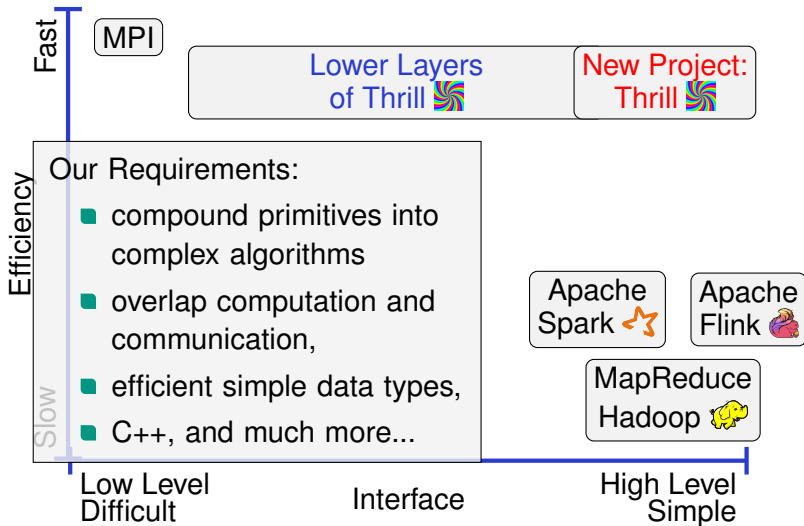 Fast
MPI
Lower Layers
of Thrill
New Project:
Thrill
Efficiency
Our Requirements:
compound primitives into
complex algorithms
overlap computation and
communication,
efficient simple data types,
C++, and much more...
Apache
Spark
Apache
Flink
MapReduce
Hadoop
Slow
Low Level
Difficult
Interface
High Level
Simple